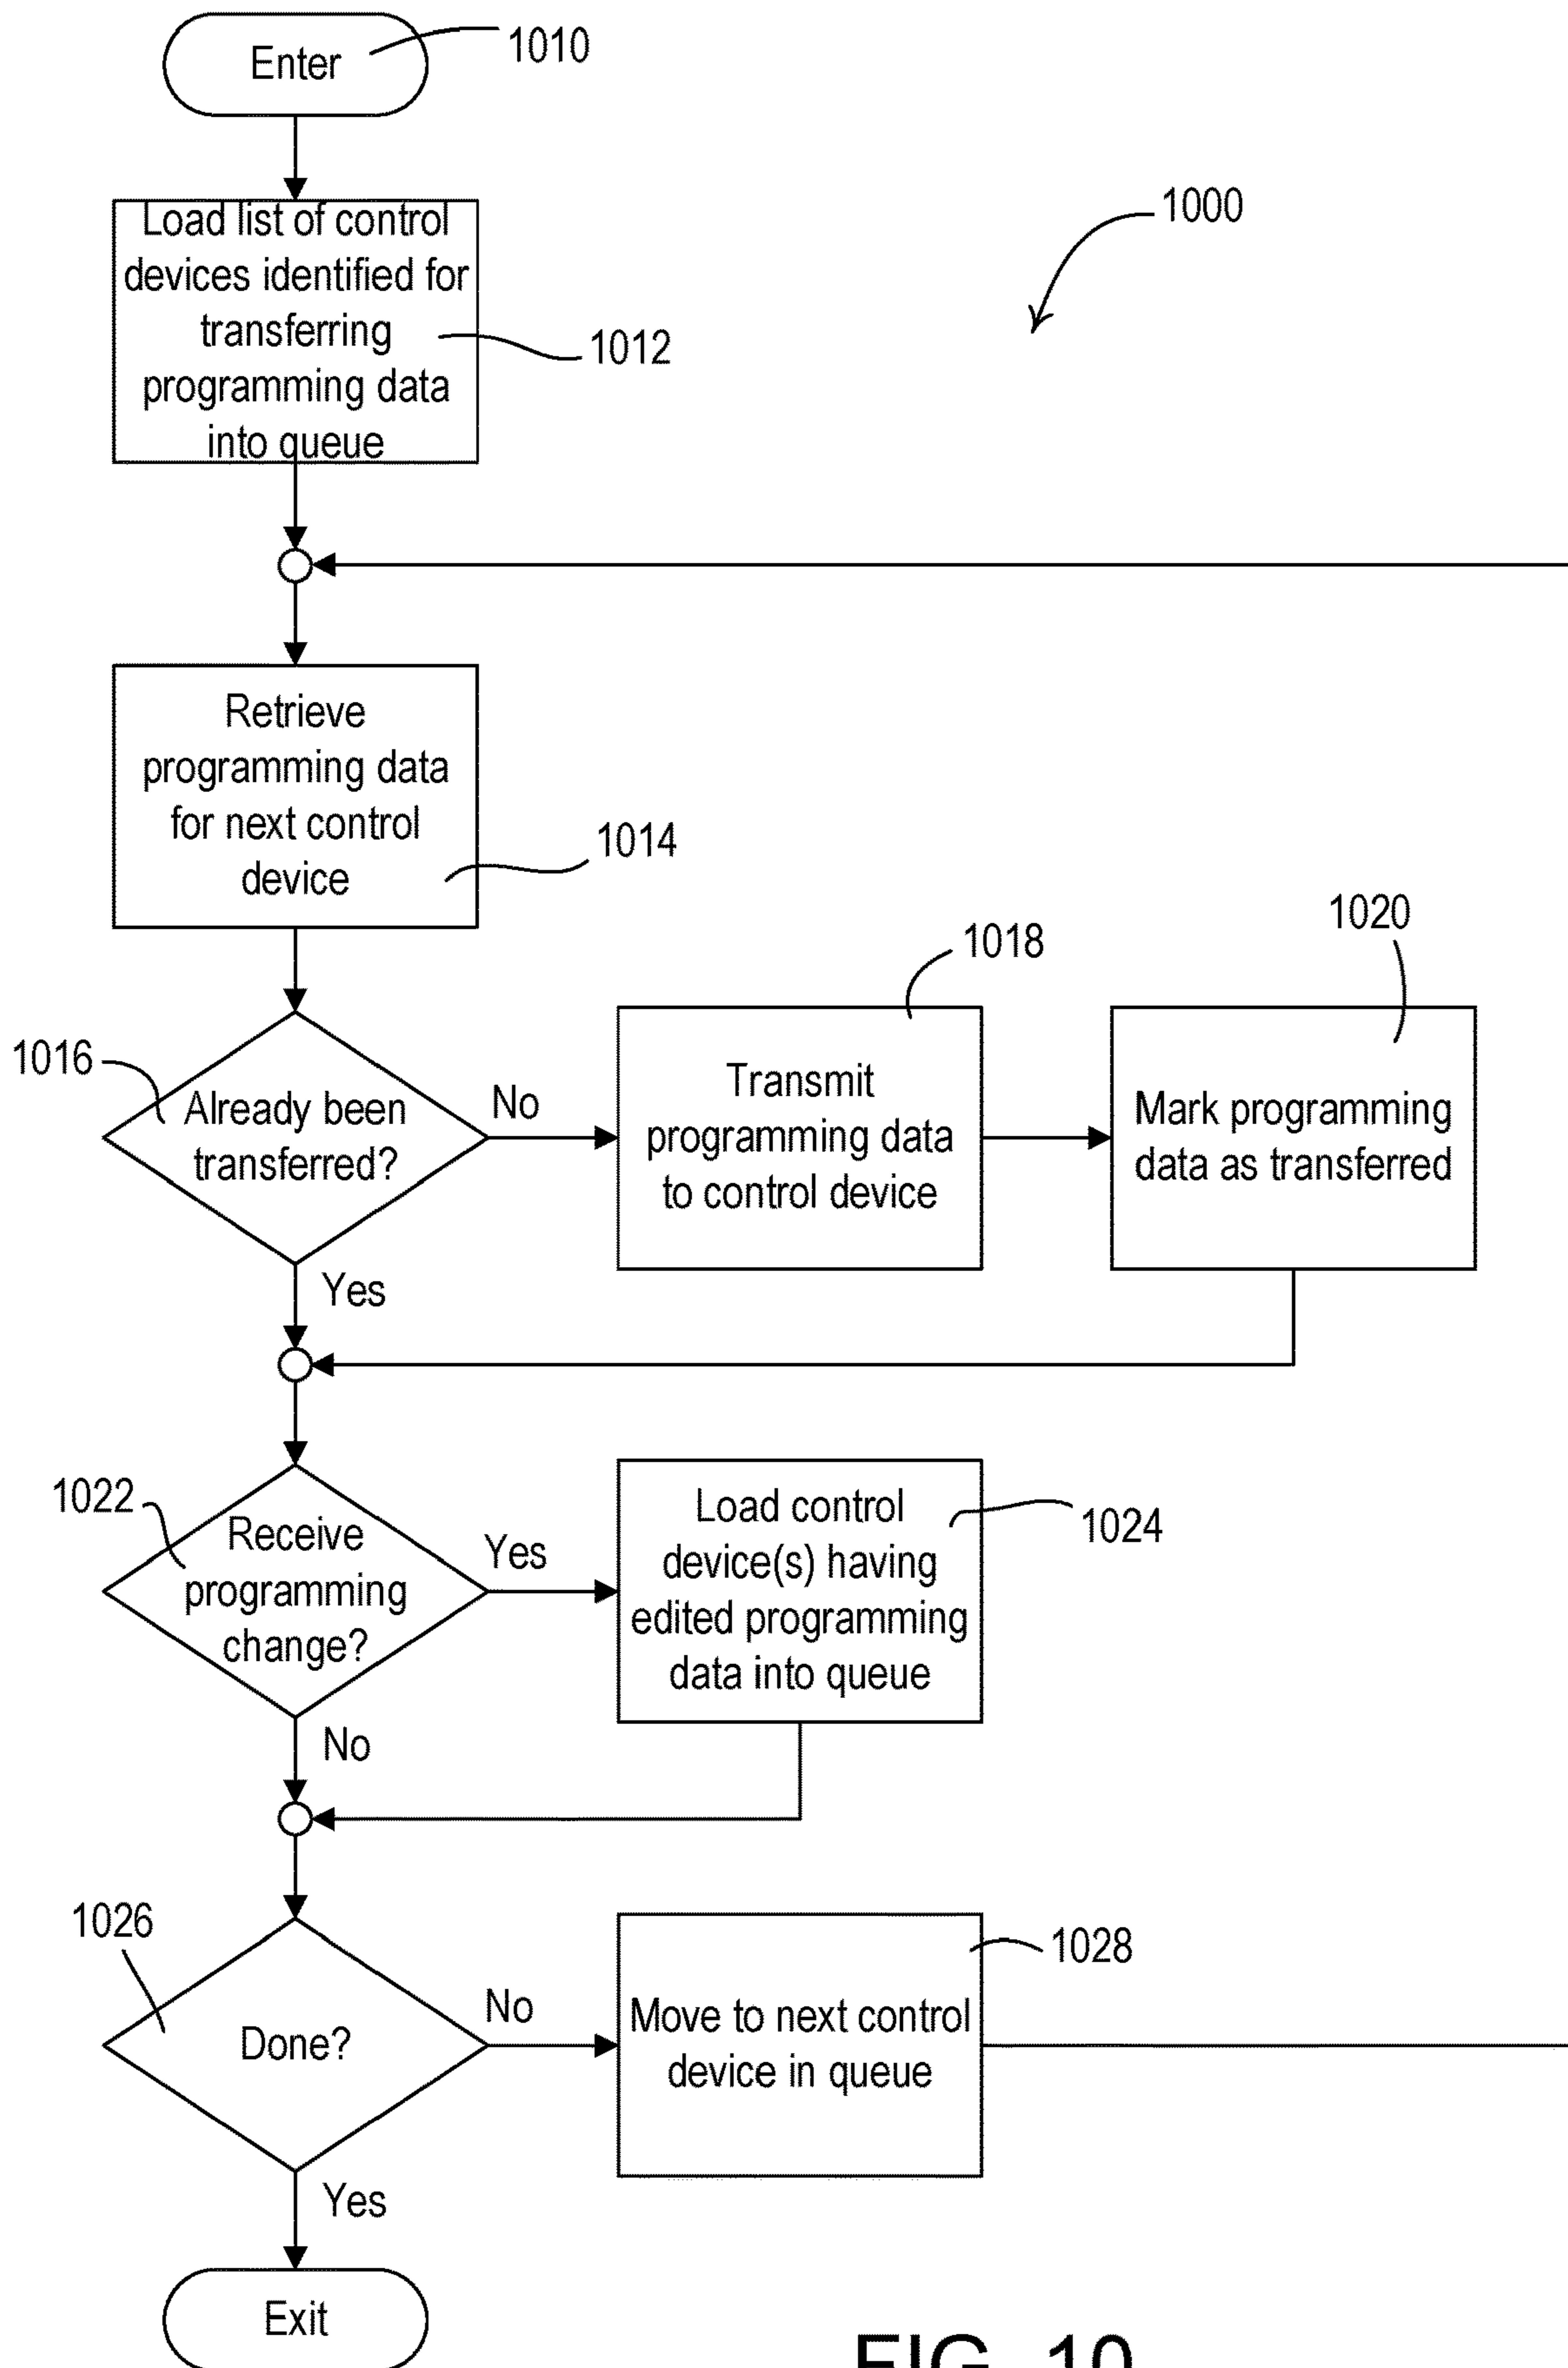 Enter
1010
Load list of control
devices identified for
transferring
programming data
into queue
1012
1000
Retrieve
programming data
for next control
device
1014
1016
Already been
transferred?
No
Yes
Transmit
programming data
to control device
1018
Mark programming
data as transferred
1020
1022
Receive
programming
change?
Yes
No
Load control
device(s) having
edited programming
data into queue
1024
1026
Done?
No
Yes
Move to next control
device in queue
1028
Exit
FIG. 10